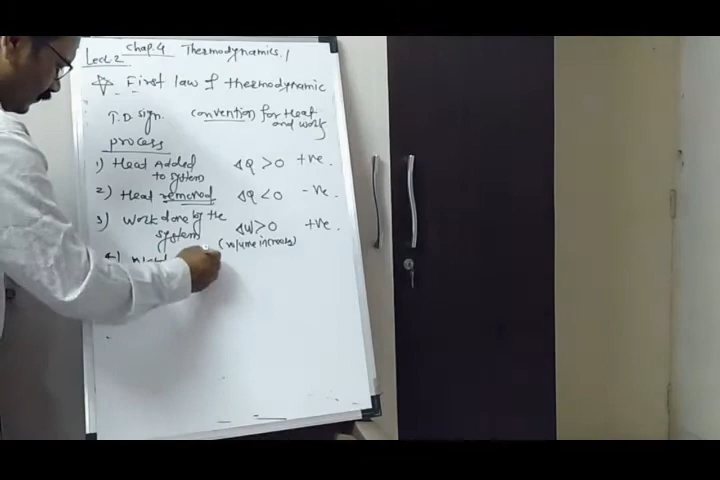 Lect.2 Chap.4 Thermodynamics.
First law of thermodynamic
T.D. sign. convention for Heat
and work
process
1) Heat Added ΔQ > 0 +ve.
to system
2) Heat removed ΔQ < 0 -ve.
3) Work done by the ΔW > 0 +ve.
system (volume increases)
4)